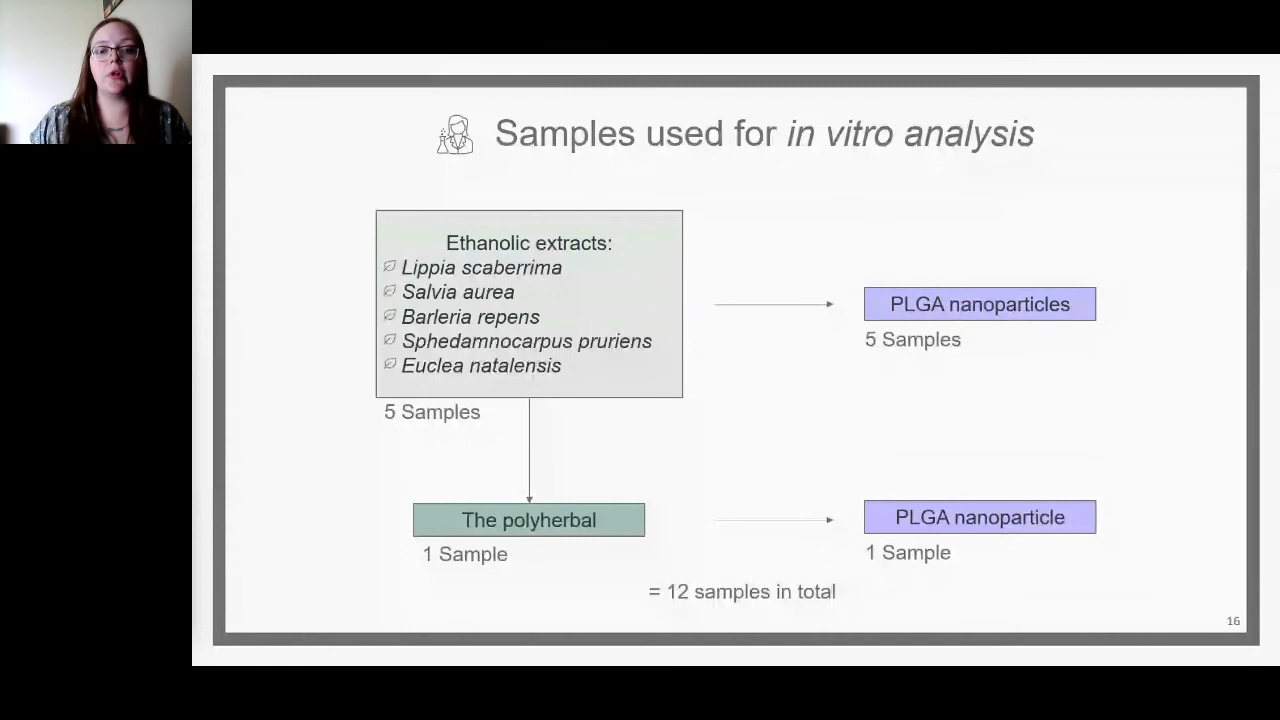 Samples used for in vitro analysis
Ethanolic extracts:
Lippia scaberrima
Salvia aurea
Barleria repens
Sphedamnocarpus pruriens
Euclea natalensis
5 Samples
PLGA nanoparticles
5 Samples
The polyherbal
1 Sample
PLGA nanoparticle
1 Sample
= 12 samples in total
16